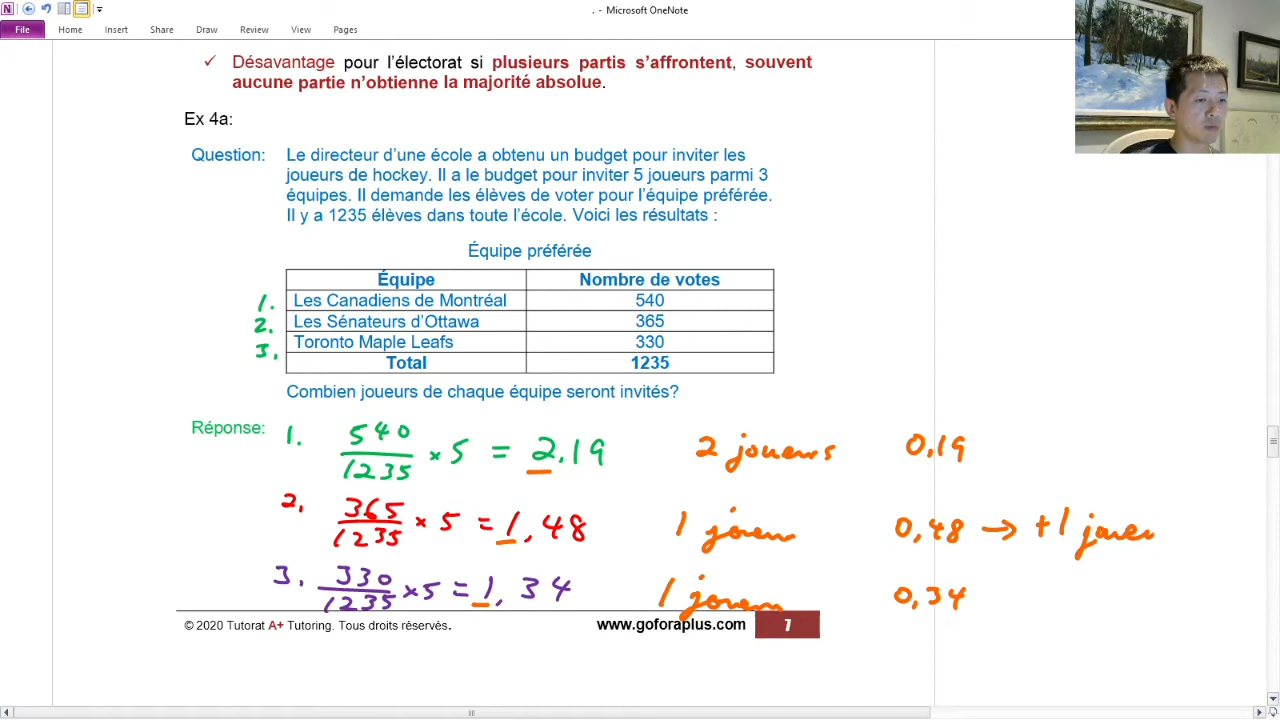 . - Microsoft OneNote
File Home Insert Share Draw Review View Pages
✓ Désavantage pour l'électorat si plusieurs partis s'affrontent, souvent
aucune partie n'obtienne la majorité absolue.
Ex 4a:
Question: Le directeur d'une école a obtenu un budget pour inviter les
joueurs de hockey. Il a le budget pour inviter 5 joueurs parmi 3
équipes. Il demande les élèves de voter pour l'équipe préférée.
Il y a 1235 élèves dans toute l'école. Voici les résultats :
Équipe préférée
Équipe Nombre de votes
1. Les Canadiens de Montréal 540
2. Les Sénateurs d'Ottawa 365
3. Toronto Maple Leafs 330
Total 1235
Combien joueurs de chaque équipe seront invités?
Réponse: 1. 540/1235 × 5 = 2.19 2 joueurs 0,19
2. 365/1235 × 5 = 1,48 1 joueur 0,48 → +1 joueur
3. 330/1235 × 5 = 1,34 1 joueur 0,34
© 2020 Tutorat A+ Tutoring. Tous droits réservés. www.goforaplus.com 7